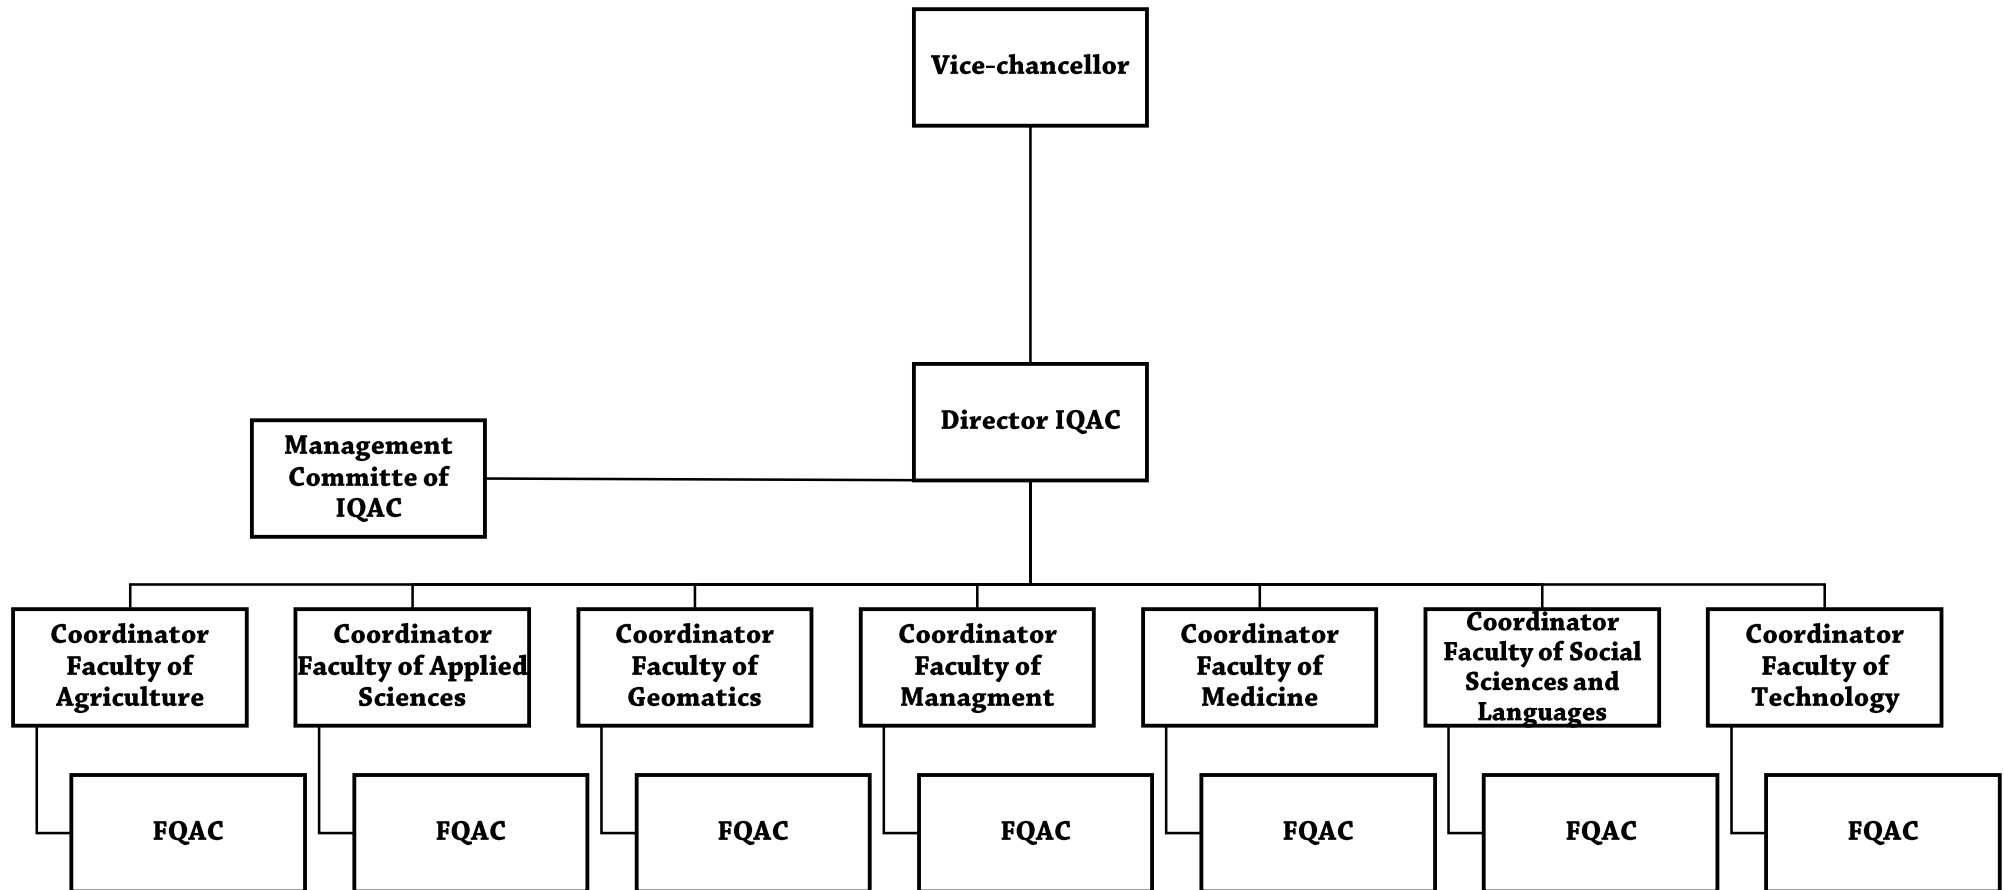 Vice-chancellor
Director IQAC
Management
Committe of
IQAC
Coordinator
Faculty of
Agriculture
Coordinator
Faculty of Applied
Sciences
Coordinator
Faculty of
Geomatics
Coordinator
Faculty of
Managment
Coordinator
Faculty of
Medicine
Coordinator
Faculty of Social
Sciences and
Languages
Coordinator
Faculty of
Technology
FQAC
FQAC
FQAC
FQAC
FQAC
FQAC
FQAC